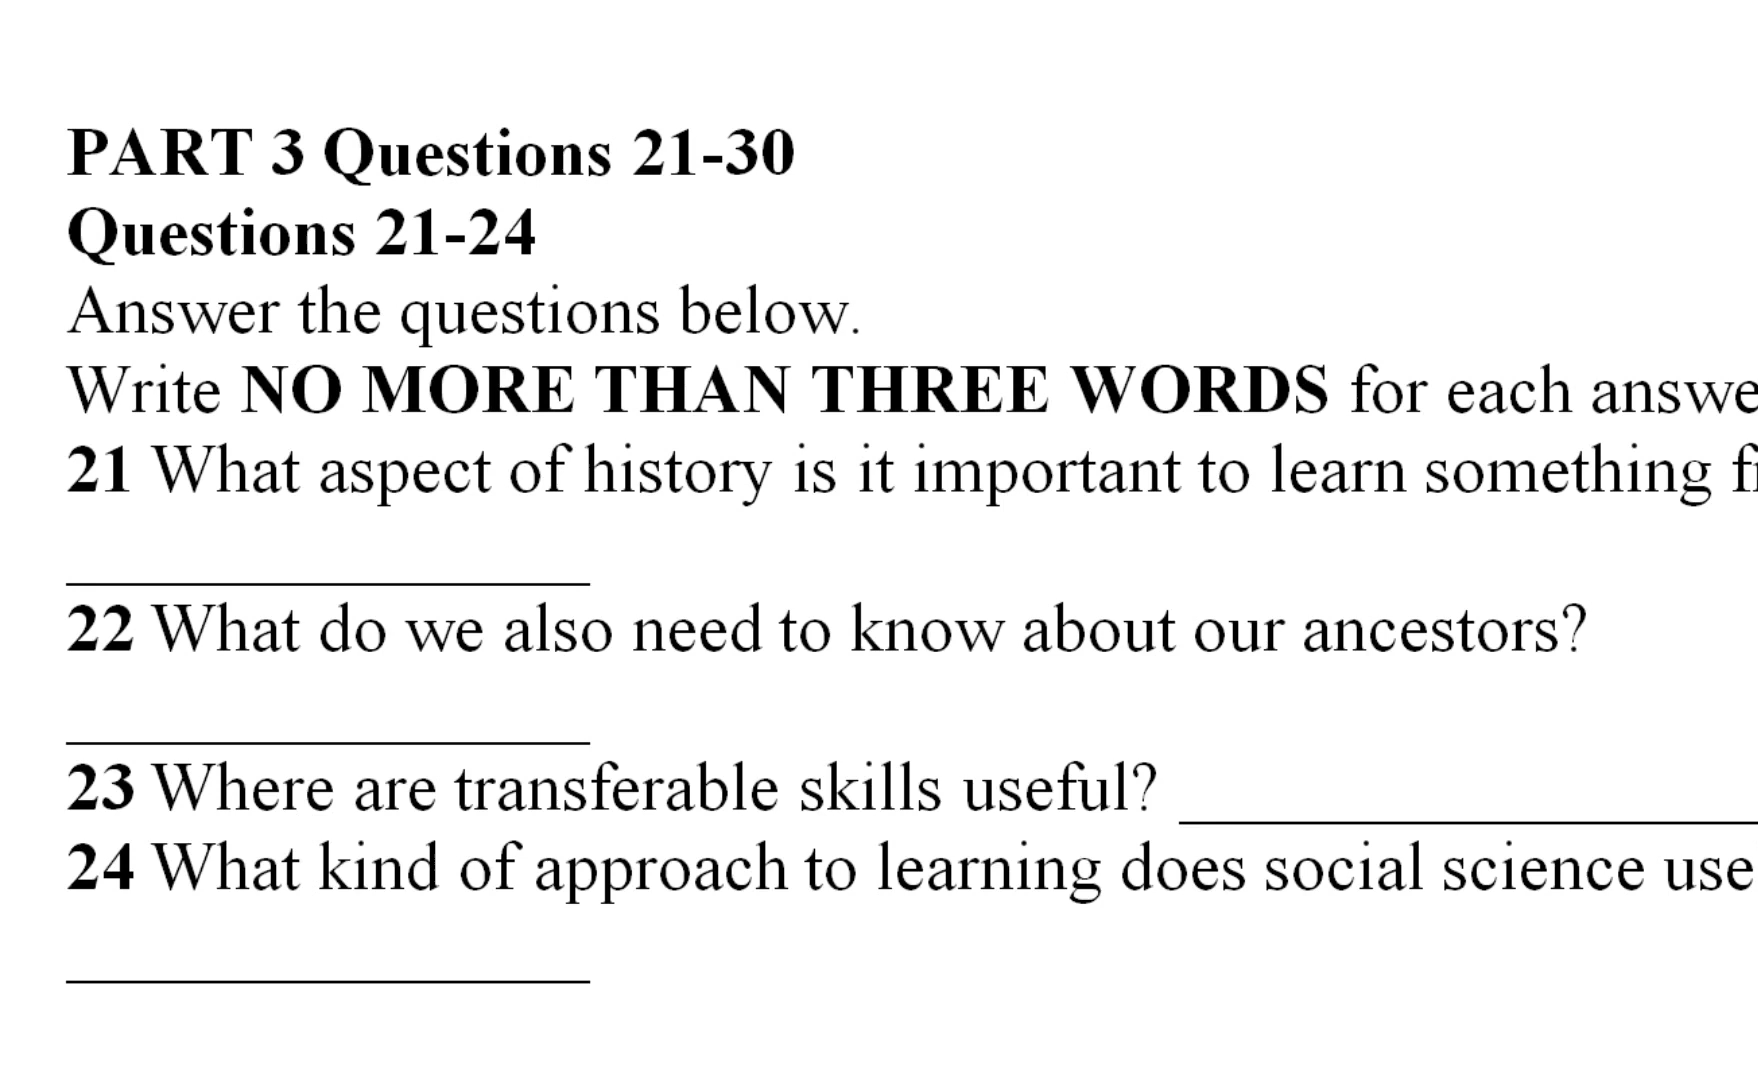 PART 3 Questions 21-30
Questions 21-24
Answer the questions below.
Write NO MORE THAN THREE WORDS for each answe
21 What aspect of history is it important to learn something
22 What do we also need to know about our ancestors?
23 Where are transferable skills useful?
24 What kind of approach to learning does social science use